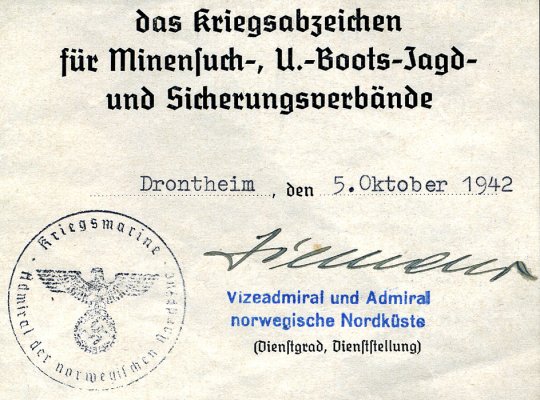 das Kriegsabzeichen
für Minensuch-, U.-Boots-Jagd-
und Sicherungsverbände
Drontheim, den 5. Oktober 1942
Kriegsmarine
Admiral der norwegischen Nordküste
Vizeadmiral und Admiral
norwegische Nordküste
(Dienstgrad, Dienststellung)